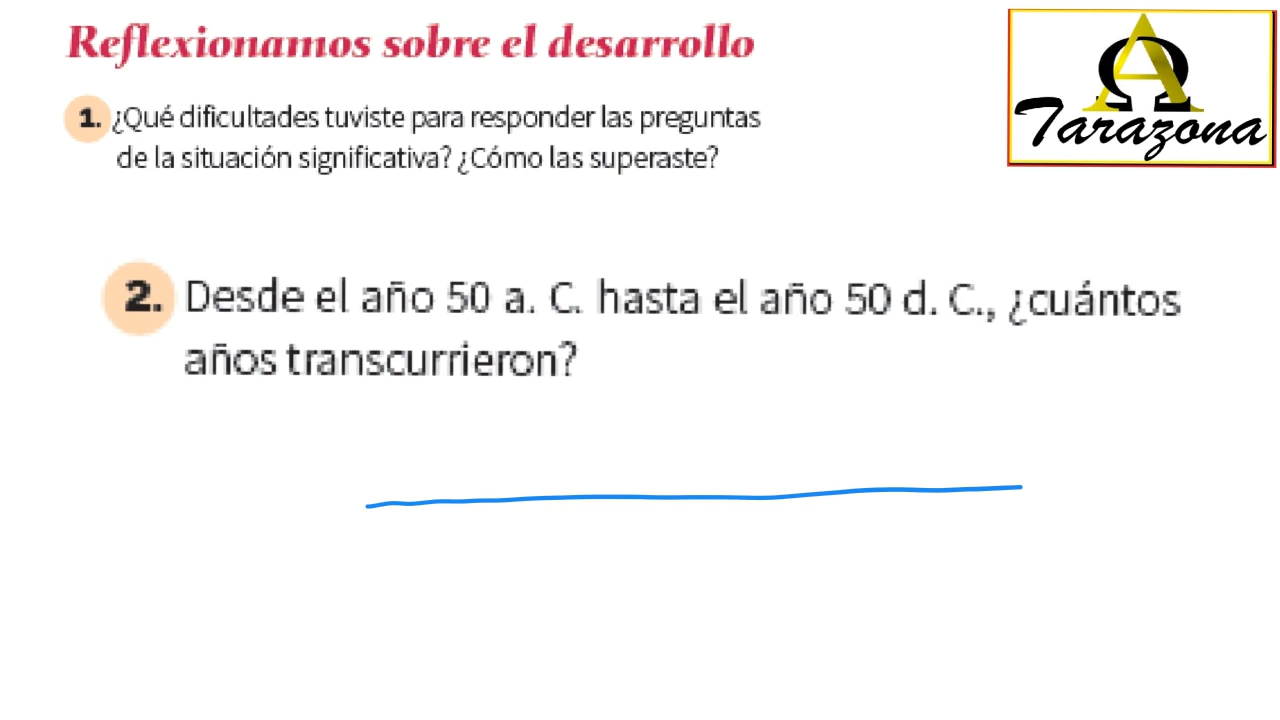 Reflexionamos sobre el desarrollo
1. ¿Qué dificultades tuviste para responder las preguntas
de la situación significativa? ¿Cómo las superaste?
2. Desde el año 50 a. C. hasta el año 50 d. C., ¿cuántos
años transcurrieron?
ΑΩ
Tarazona